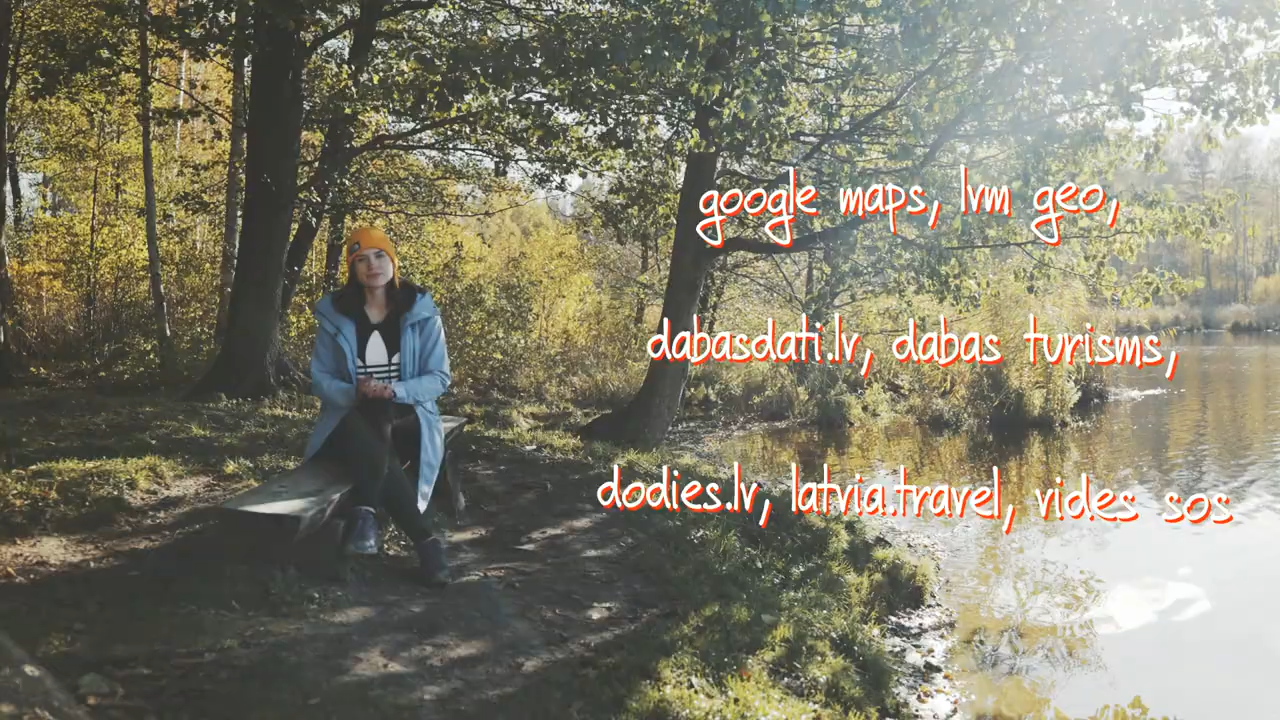 google maps, lvm geo,
dabasdati.lv, dabas turisms,
dodies.lv, latvia.travel, vides sos